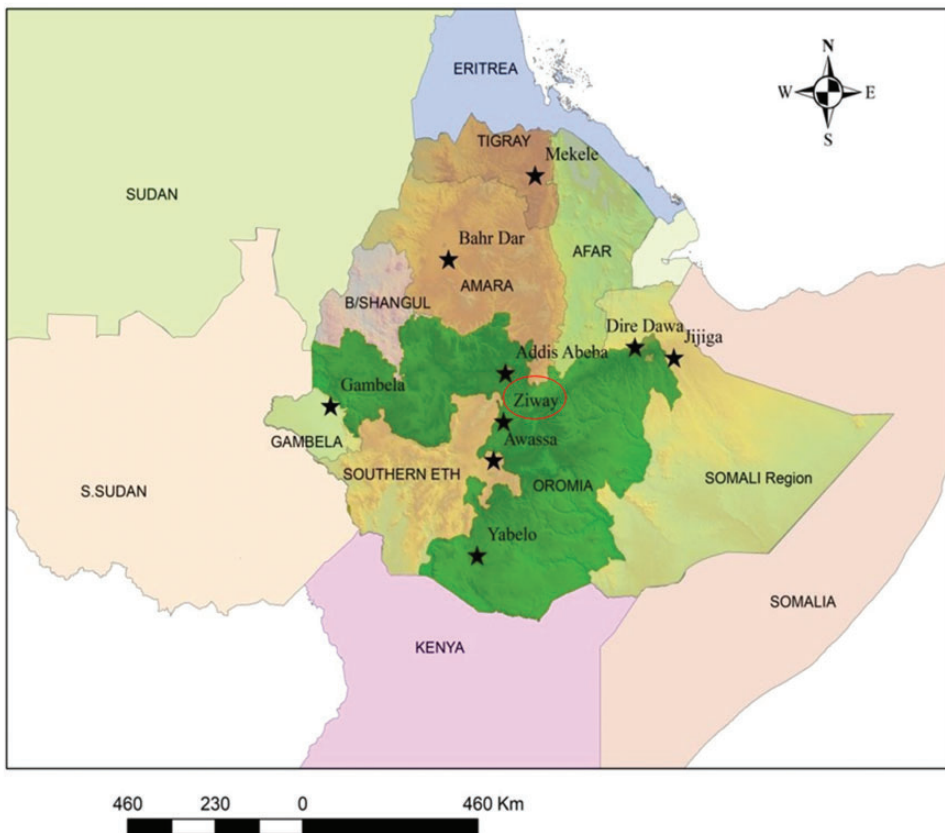 ERITREA
N
W E
S
TIGRAY
Mekele
SUDAN
Bahr Dar
AFAR
AMARA
B/SHANGUL
Dire Dawa
Jijiga
Addis Abeba
Gambela
Ziway
Awassa
GAMBELA
SOUTHERN ETH
SOMALI Region
OROMIA
S.SUDAN
Yabelo
SOMALIA
KENYA
460 230 0 460 Km